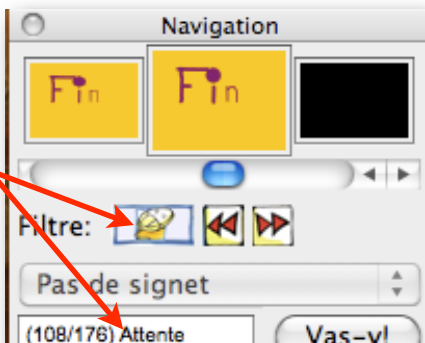 Navigation
Fin Fin
Filtre:
Pas de signet
(108/176) Attente Vas-y!